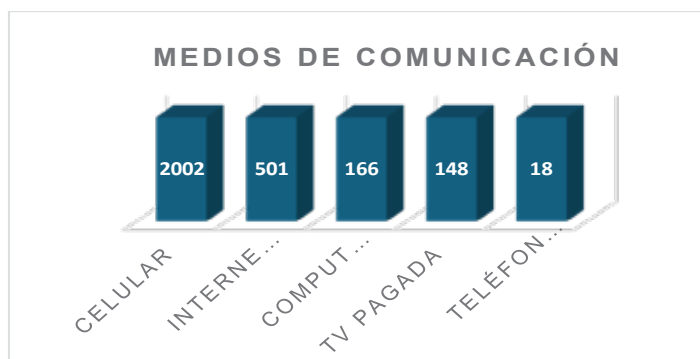 MEDIOS DE COMUNICACIÓN
2002 501 166 148 18
CELULAR
INTERNE...
COMPUT...
TV PAGADA
TELÉFON...